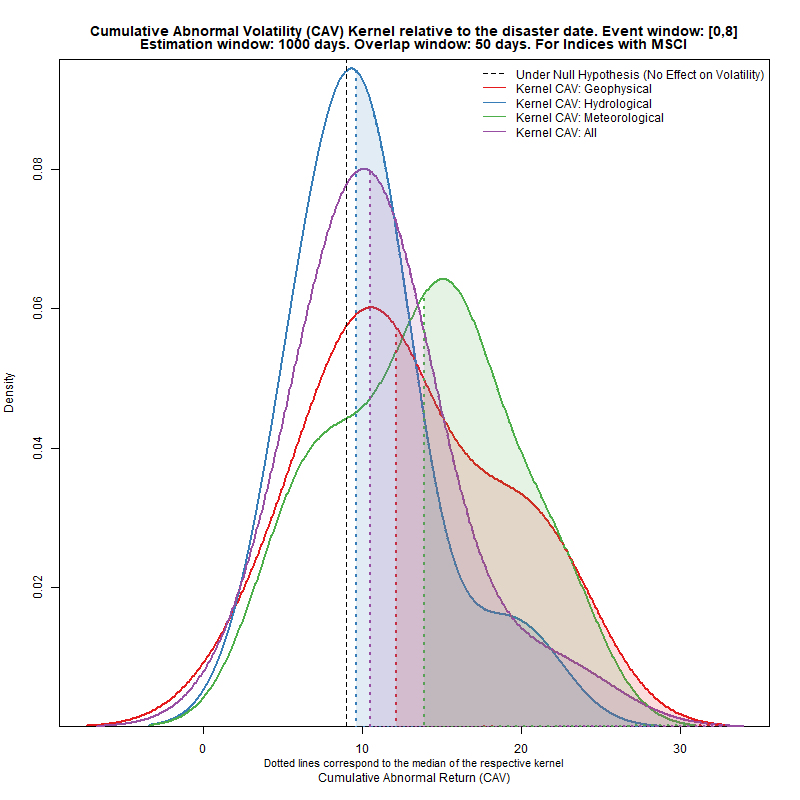 Cumulative Abnormal Volatility (CAV) Kernel relative to the disaster date. Event window: [0,8]
Estimation window: 1000 days. Overlap window: 50 days. For Indices with MSCI
Under Null Hypothesis (No Effect on Volatility)
Kernel CAV: Geophysical
Kernel CAV: Hydrological
Kernel CAV: Meteorological
Kernel CAV: All
0.08
0.06
0.04
0.02
Density
0 10 20 30
Dotted lines correspond to the median of the respective kernel
Cumulative Abnormal Return (CAV)